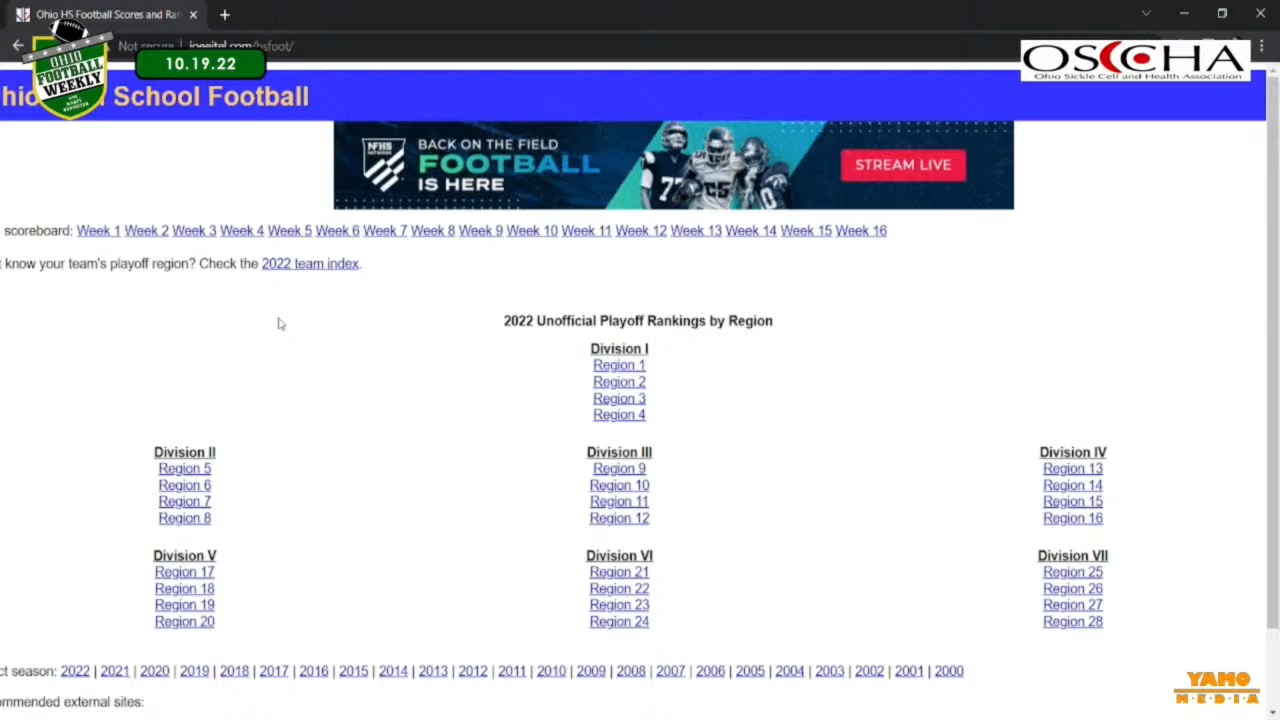 Ohio HS Football Scores and Ra
Not secure
joeeitel.com/hsfoot/
OHIO
FOOTBALL
WEEKLY
10.19.22
OSCCHA
Ohio Sickle Cell and Health Association
School Football
NFHS
NETWORK
BACK ON THE FIELD
FOOTBALL
IS HERE
STREAM LIVE
scoreboard: Week 1 Week 2 Week 3 Week 4 Week 5 Week 6 Week 7 Week 8 Week 9 Week 10 Week 11 Week 12 Week 13 Week 14 Week 15 Week 16
t know your team's playoff region? Check the 2022 team index.
2022 Unofficial Playoff Rankings by Region
Division I
Region 1
Region 2
Region 3
Region 4
Division II
Region 5
Region 6
Region 7
Region 8
Division III
Region 9
Region 10
Region 11
Region 12
Division IV
Region 13
Region 14
Region 15
Region 16
Division V
Region 17
Region 18
Region 19
Region 20
Division VI
Region 21
Region 22
Region 23
Region 24
Division VII
Region 25
Region 26
Region 27
Region 28
ct season: 2022 | 2021 | 2020 | 2019 | 2018 | 2017 | 2016 | 2015 | 2014 | 2013 | 2012 | 2011 | 2010 | 2009 | 2008 | 2007 | 2006 | 2005 | 2004 | 2003 | 2002 | 2001 | 2000
mmended external sites:
YAMO
M·E·D·I·A